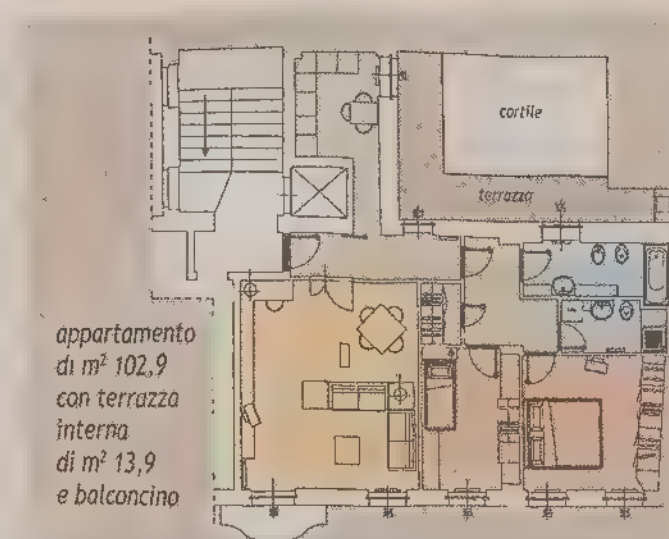 cortile
terrazza
appartamento
di m² 102,9
con terrazza
interna
di m² 13,9
e balconcino